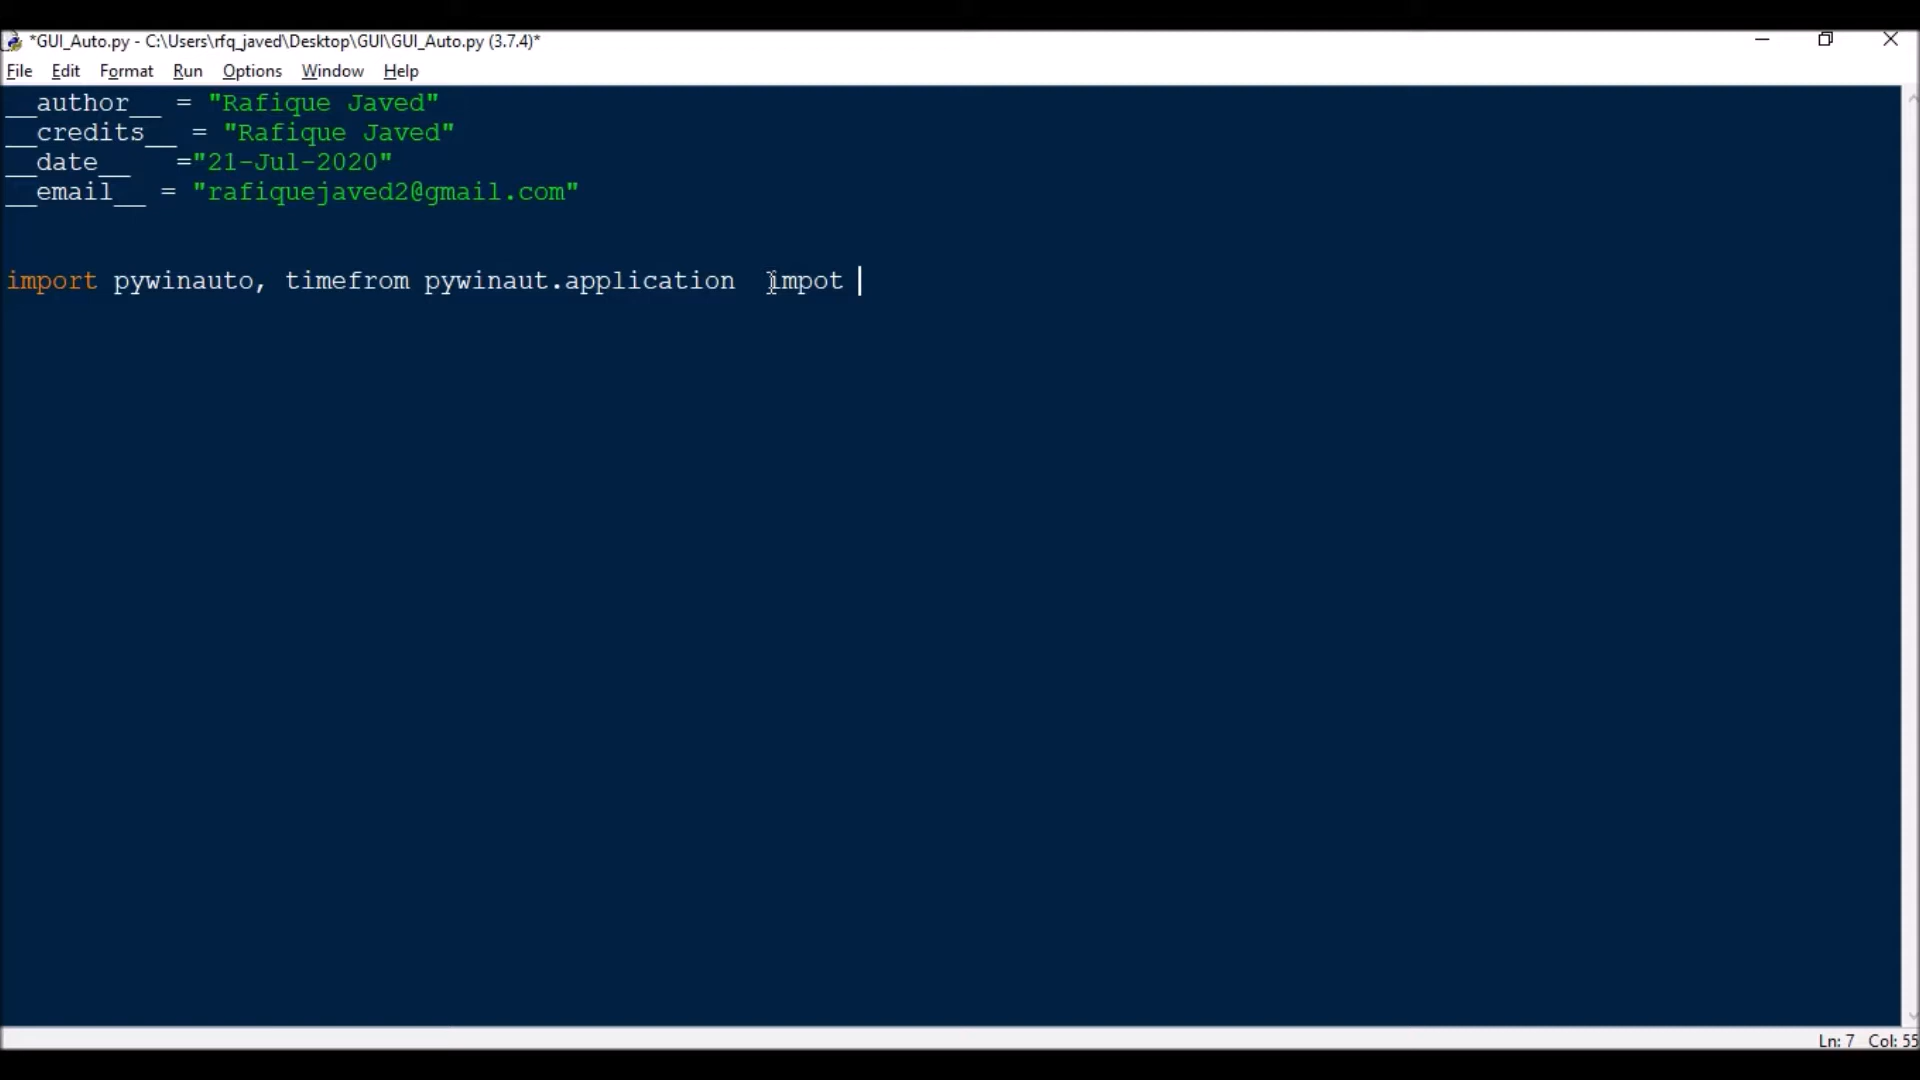 *GUI_Auto.py - C:\Users\rfq_javed\Desktop\GUI\GUI_Auto.py (3.7.4)*
File Edit Format Run Options Window Help
__author__ = "Rafique Javed"
__credits__ = "Rafique Javed"
__date__   ="21-Jul-2020"
__email__ = "rafiquejaved2@gmail.com"
import pywinauto, timefrom pywinaut.application  impot
Ln: 7 Col: 55